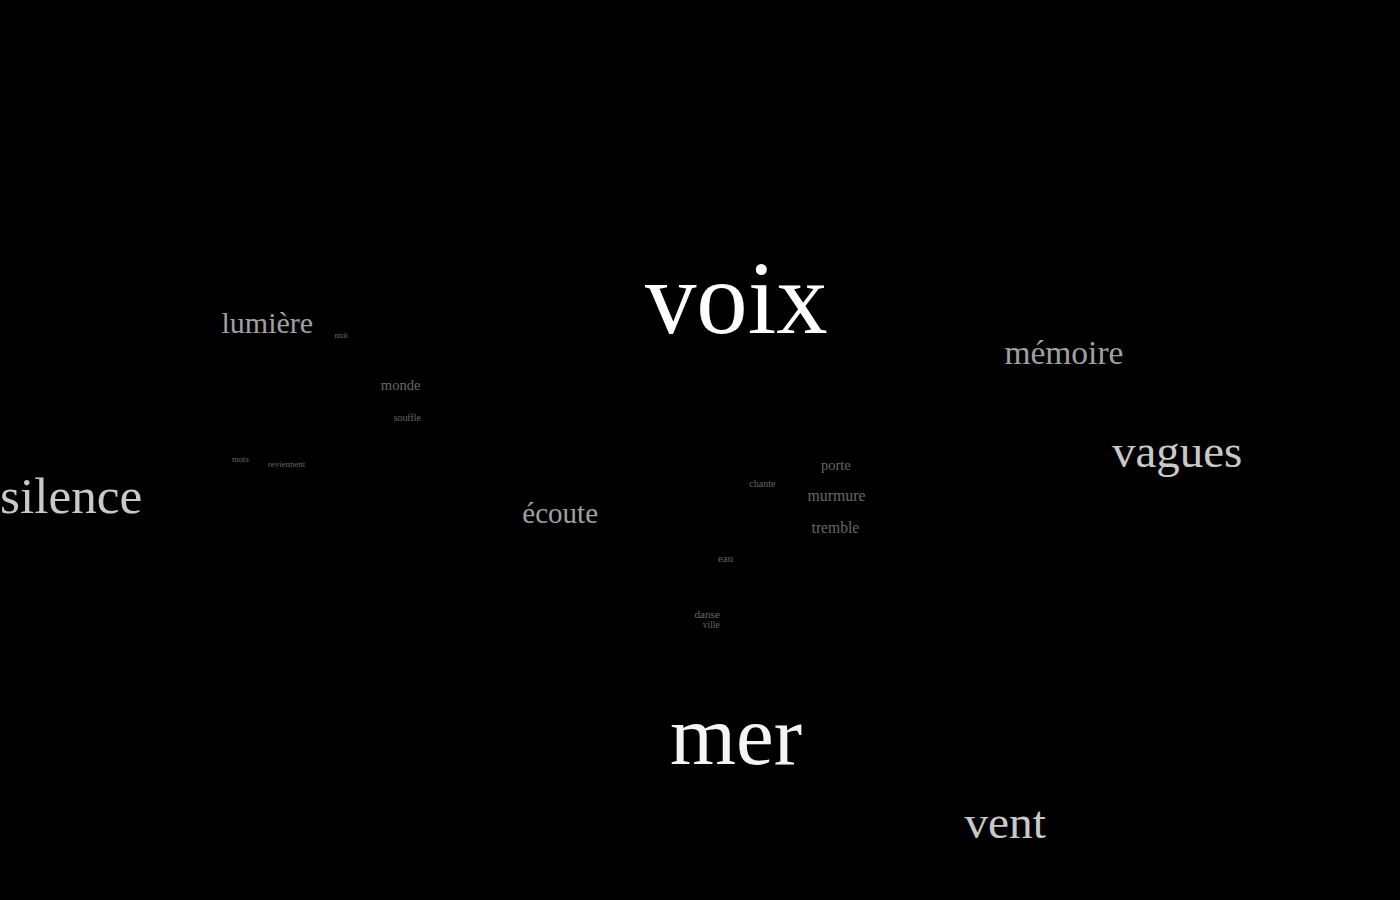 voix
lumière
nuit
mémoire
monde
souffle
vagues
mots
reviennent
porte
chante
silence
murmure
écoute
tremble
eau
danse
ville
mer
vent